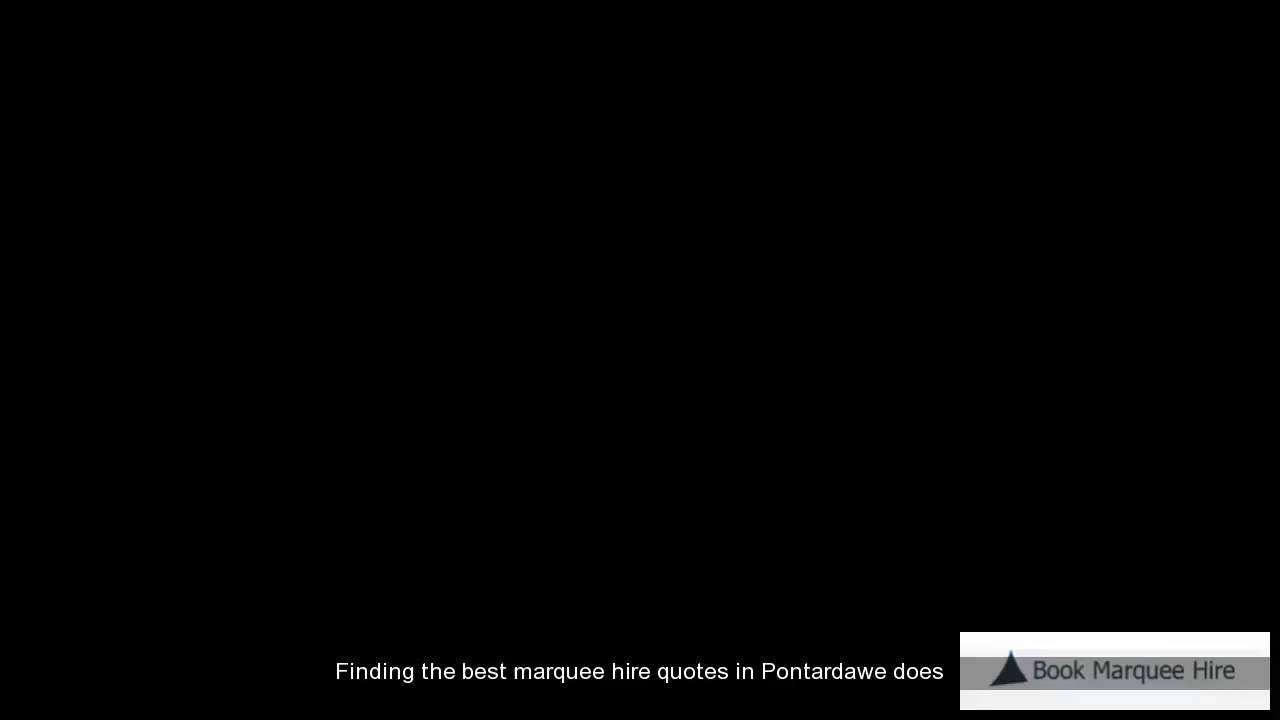 Finding the best marquee hire quotes in Pontardawe does
Book Marquee Hire